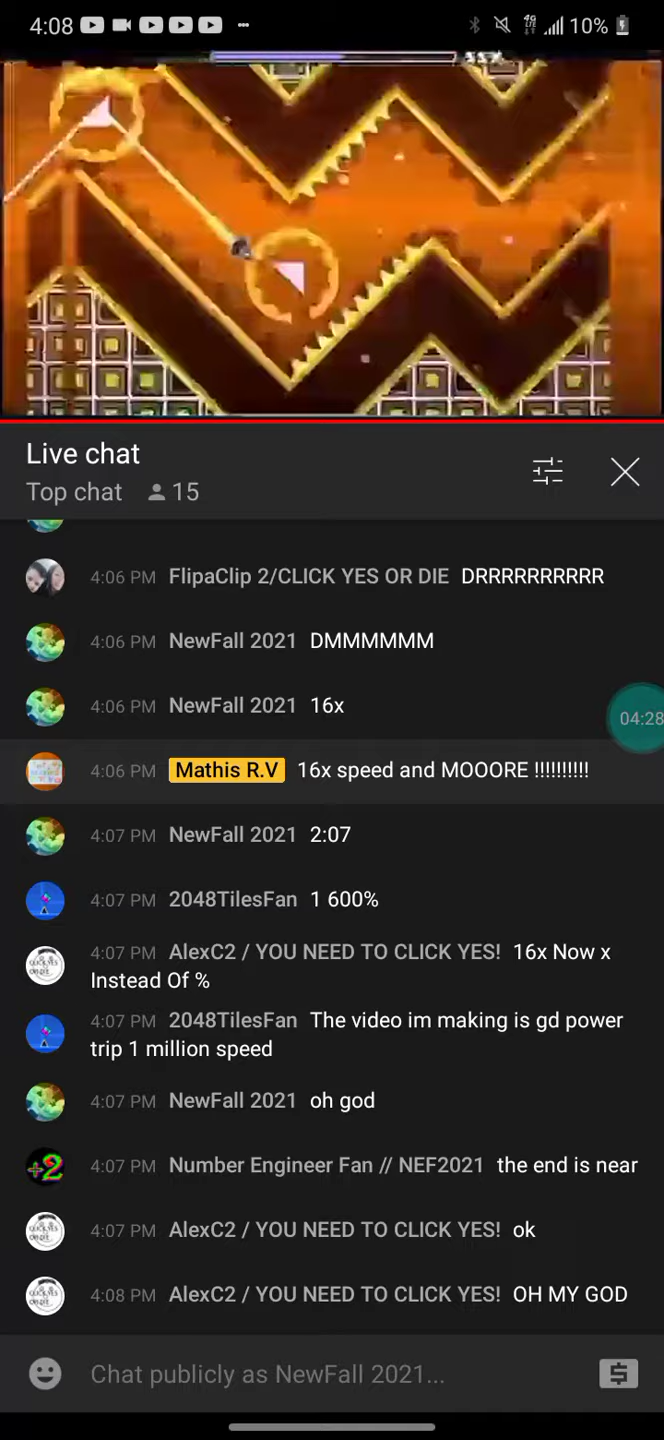 4:08
4G
LTE
10%
Live chat
Top chat 15
4:06 PM FlipaClip 2/CLICK YES OR DIE DRRRRRRRRRR
4:06 PM NewFall 2021 DMMMMMM
4:06 PM NewFall 2021 16x
04:28
4:06 PM Mathis R.V 16x speed and MOOORE !!!!!!!!!!
4:07 PM NewFall 2021 2:07
4:07 PM 2048TilesFan 1 600%
4:07 PM AlexC2 / YOU NEED TO CLICK YES! 16x Now x
Instead Of %
4:07 PM 2048TilesFan The video im making is gd power
trip 1 million speed
4:07 PM NewFall 2021 oh god
+2
4:07 PM Number Engineer Fan // NEF2021 the end is near
4:07 PM AlexC2 / YOU NEED TO CLICK YES! ok
4:08 PM AlexC2 / YOU NEED TO CLICK YES! OH MY GOD
Chat publicly as NewFall 2021...